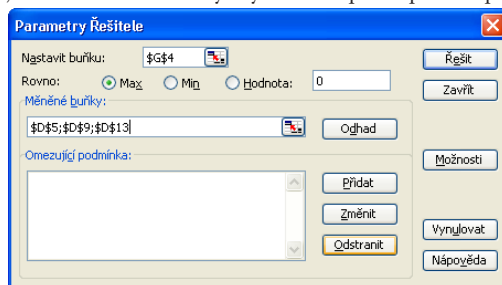 Parametry Řešitele
Nastavit buňku: $G$4 Řešit
Rovno: Max Min Hodnota: 0 Zavřít
Měněné buňky:
$D$5;$D$9;$D$13 Odhad
Omezující podmínka: Možnosti
Přidat
Změnit
Vynulovat
Odstranit
Nápověda